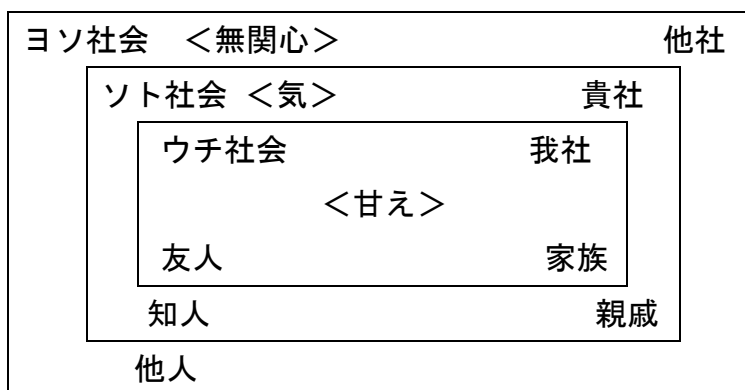 ヨソ社会 ＜無関心＞ 他社
ソト社会 ＜気＞ 貴社
ウチ社会 我社
＜甘え＞
友人 家族
知人 親戚
他人